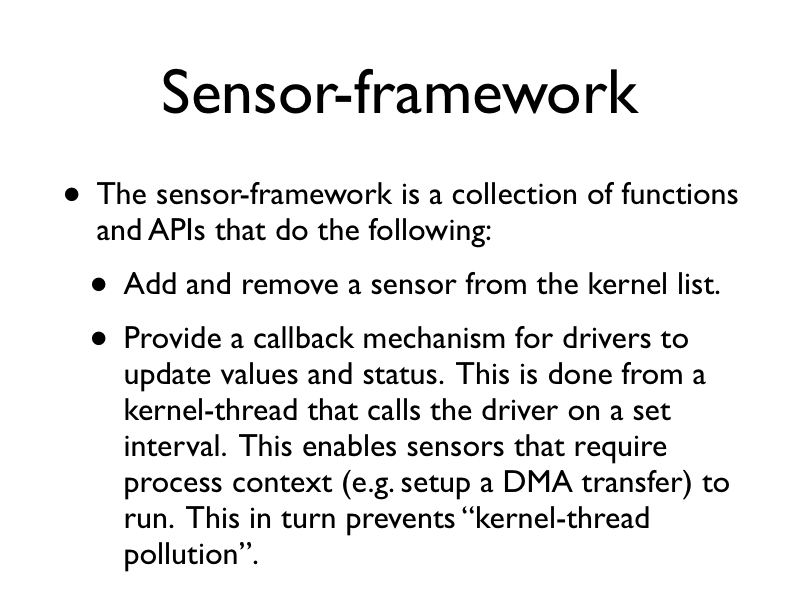 Sensor-framework
• The sensor-framework is a collection of functions
and APIs that do the following:
• Add and remove a sensor from the kernel list.
• Provide a callback mechanism for drivers to
update values and status. This is done from a
kernel-thread that calls the driver on a set
interval. This enables sensors that require
process context (e.g. setup a DMA transfer) to
run. This in turn prevents “kernel-thread
pollution”.